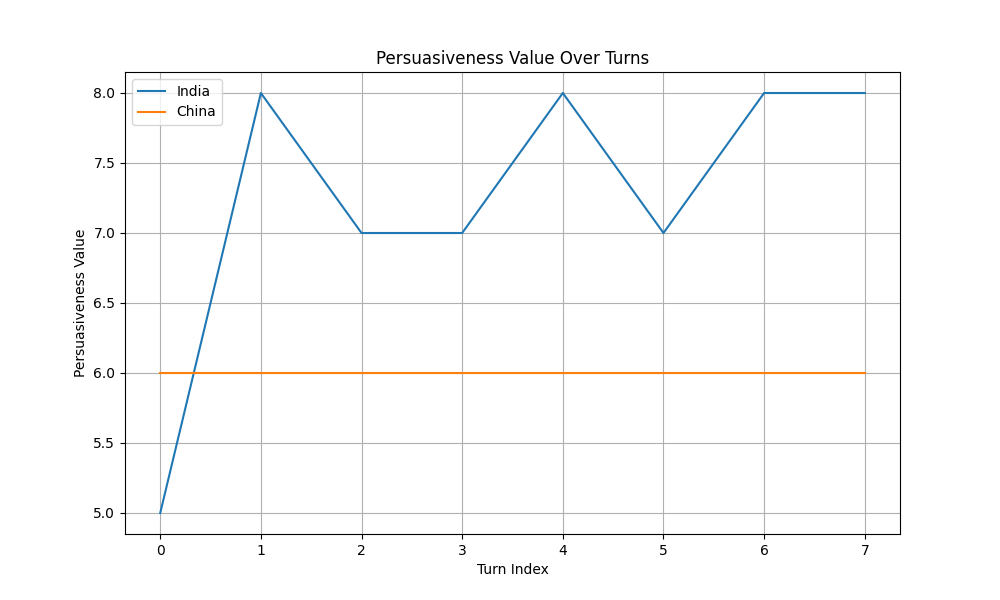 Persuasiveness Value Over Turns
India
China
Persuasiveness Value
8.0
7.5
7.0
6.5
6.0
5.5
5.0
0 1 2 3 4 5 6 7
Turn Index